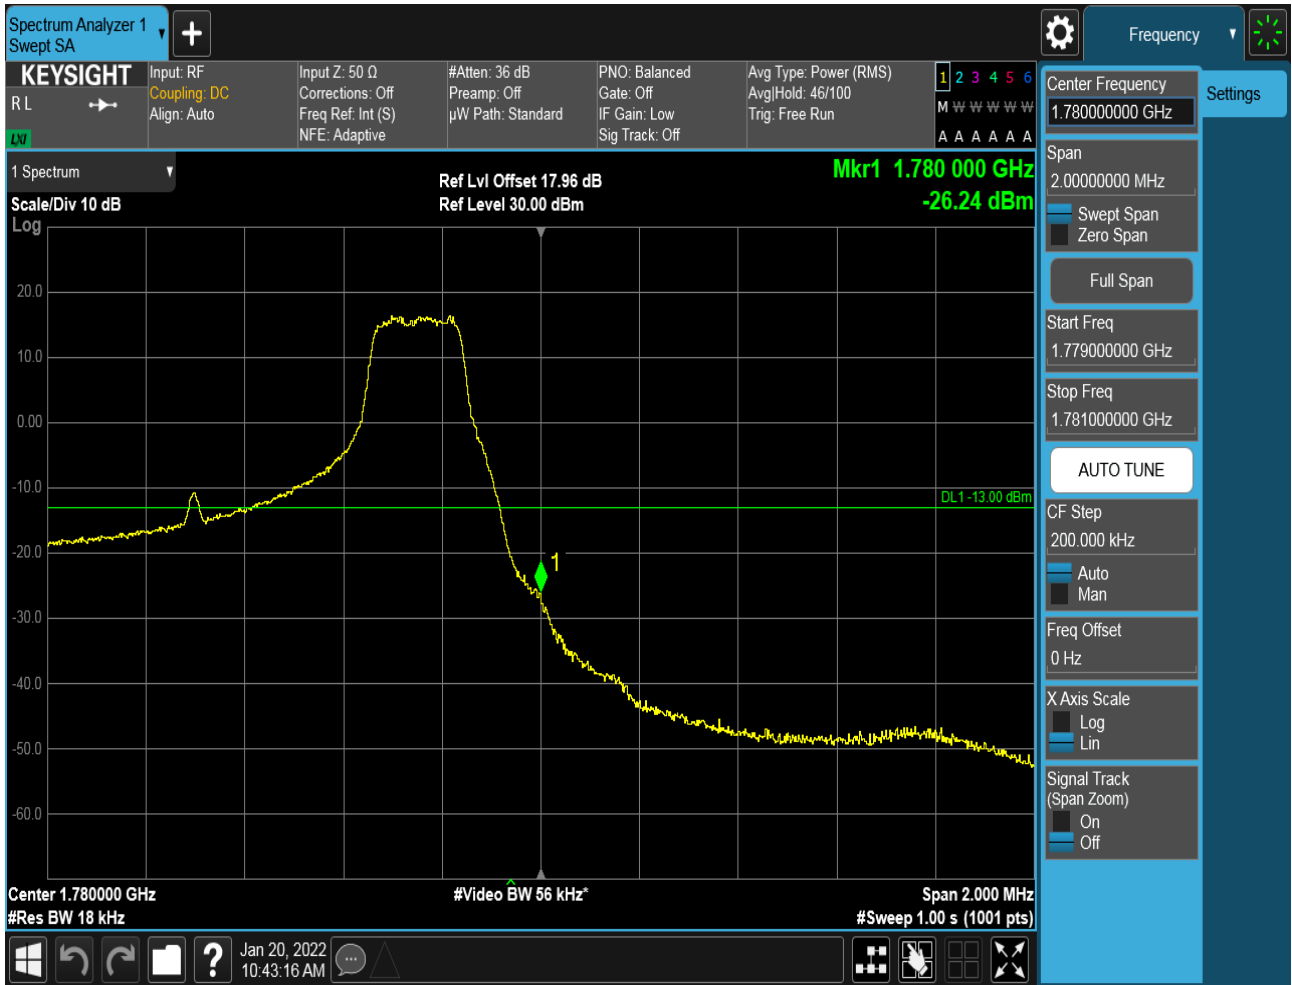 Spectrum Analyzer 1
Swept SA
Frequency
KEYSIGHT
R L
LXI
Input: RF
Coupling: DC
Align: Auto
Input Z: 50 Ω
Corrections: Off
Freq Ref: Int (S)
NFE: Adaptive
#Atten: 36 dB
Preamp: Off
µW Path: Standard
PNO: Balanced
Gate: Off
IF Gain: Low
Sig Track: Off
Avg Type: Power (RMS)
Avg|Hold: 46/100
Trig: Free Run
1 2 3 4 5 6
M W W W W W
A A A A A A
1 Spectrum
Scale/Div 10 dB
Log
Ref Lvl Offset 17.96 dB
Ref Level 30.00 dBm
Mkr1 1.780 000 GHz
-26.24 dBm
20.0
10.0
0.00
-10.0
-20.0
-30.0
-40.0
-50.0
-60.0
DL1 -13.00 dBm
1
Center 1.780000 GHz
#Res BW 18 kHz
#Video BW 56 kHz*
Span 2.000 MHz
#Sweep 1.00 s (1001 pts)
Jan 20, 2022
10:43:16 AM
?
Center Frequency
1.780000000 GHz
Settings
Span
2.00000000 MHz
Swept Span
Zero Span
Full Span
Start Freq
1.779000000 GHz
Stop Freq
1.781000000 GHz
AUTO TUNE
CF Step
200.000 kHz
Auto
Man
Freq Offset
0 Hz
X Axis Scale
Log
Lin
Signal Track
(Span Zoom)
On
Off